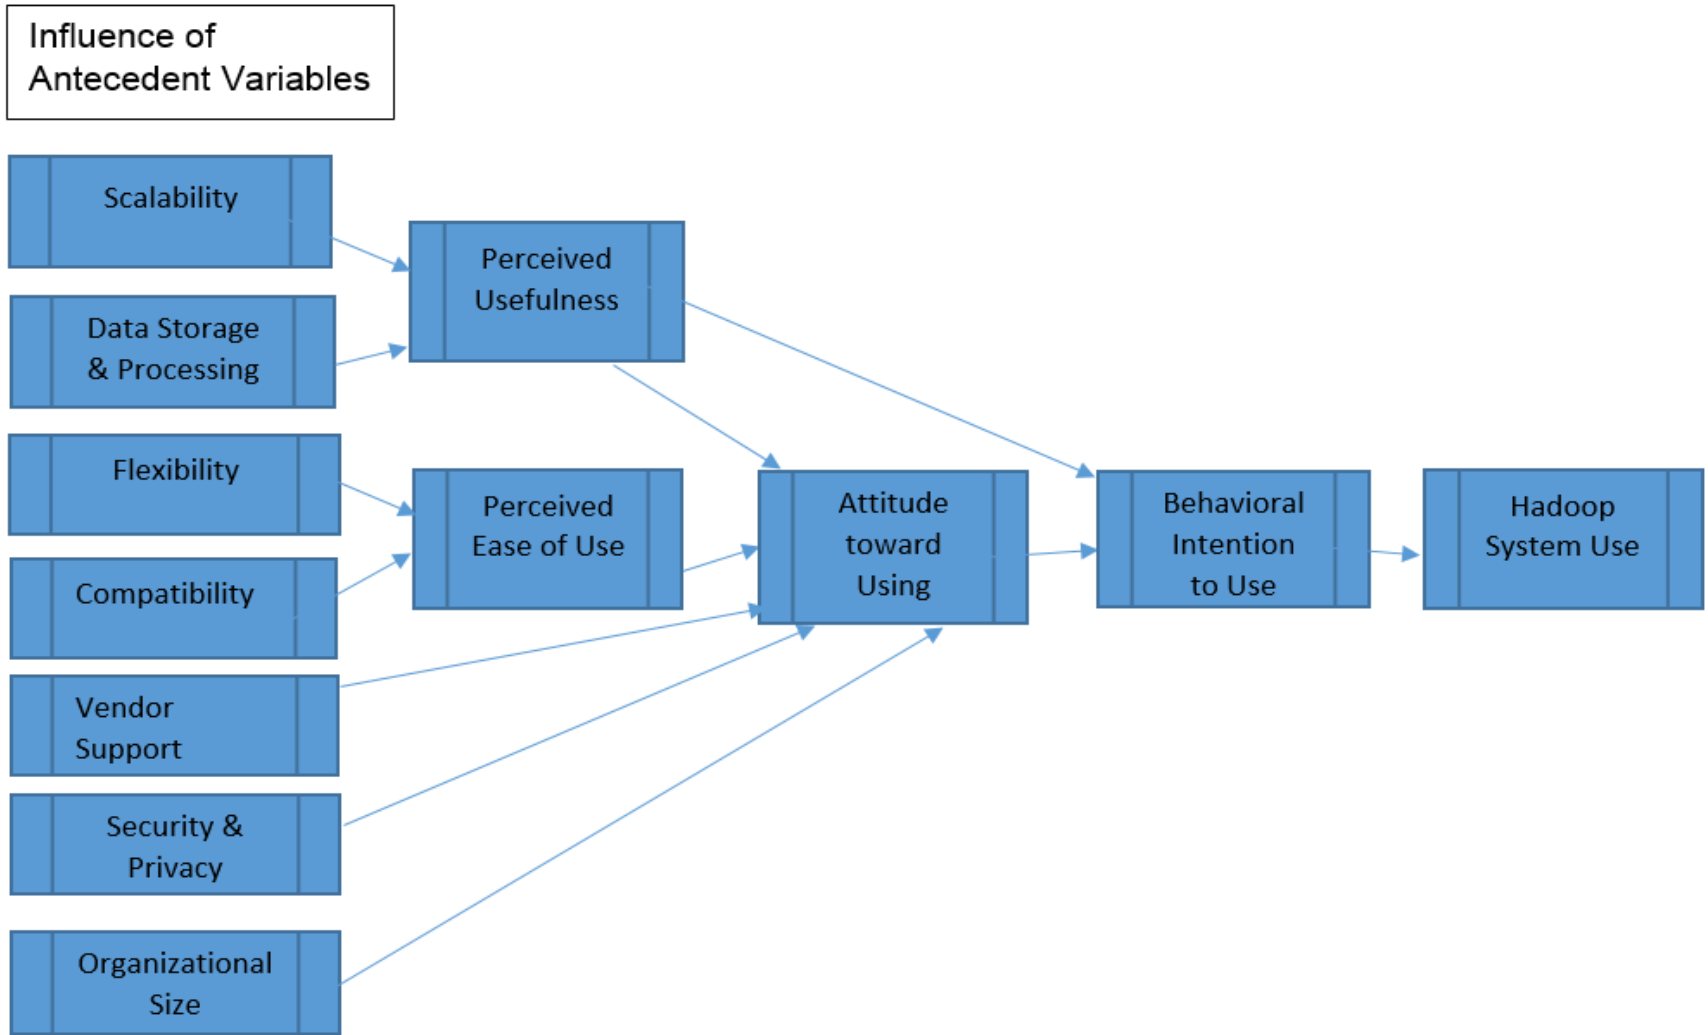 Influence of
Antecedent Variables
Scalability
Data Storage
& Processing
Flexibility
Compatibility
Vendor
Support
Security &
Privacy
Organizational
Size
Perceived
Usefulness
Perceived
Ease of Use
Attitude
toward
Using
Behavioral
Intention
to Use
Hadoop
System Use